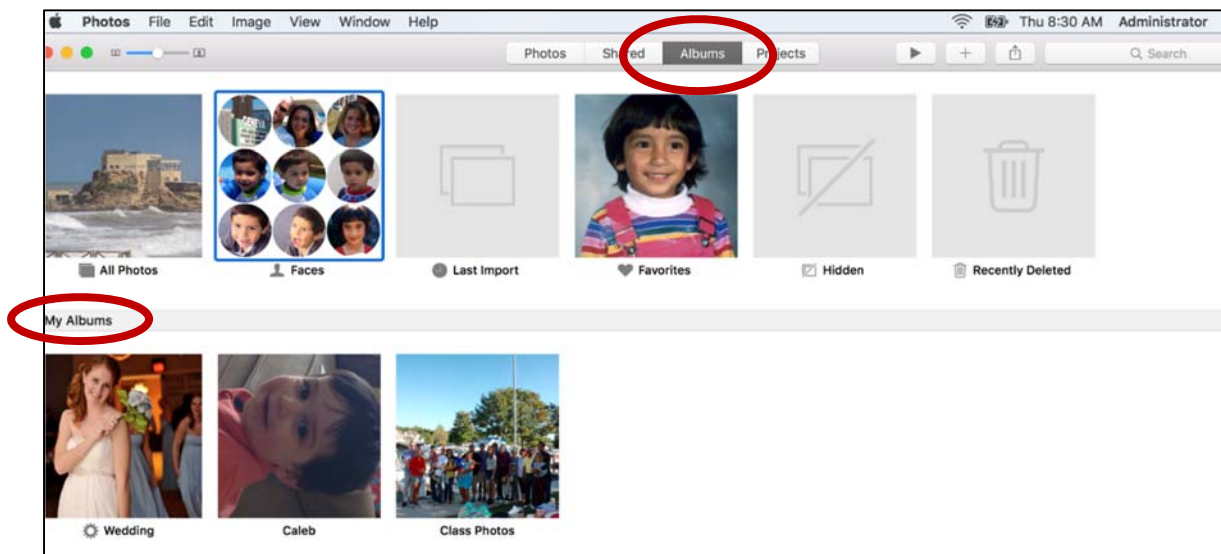 Photos File Edit Image View Window Help Thu 8:30 AM Administrator
Photos Shared Albums Projects Search
GENEVA
All Photos Faces Last Import Favorites Hidden Recently Deleted
My Albums
Wedding Caleb Class Photos